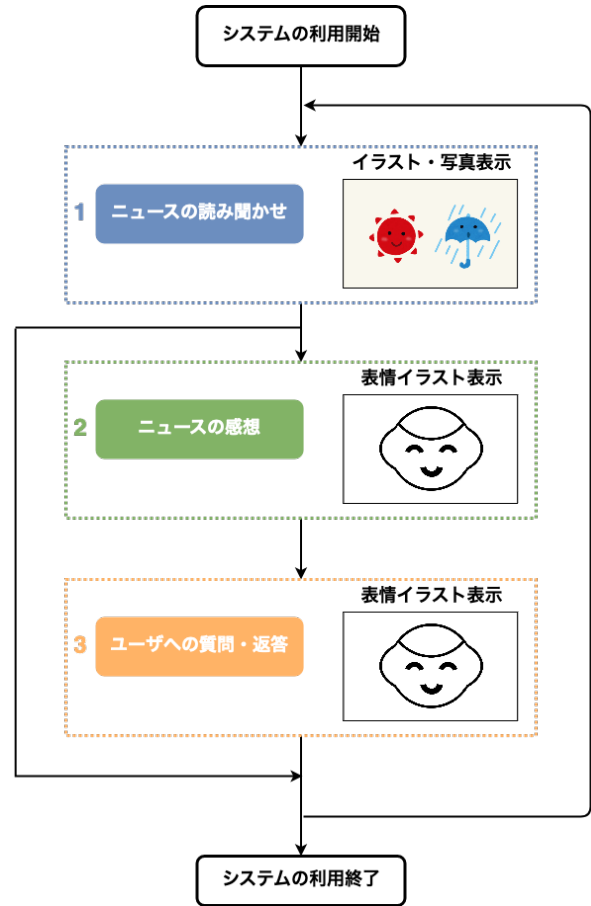 システムの利用開始
イラスト・写真表示
1
ニュースの読み聞かせ
表情イラスト表示
2
ニュースの感想
表情イラスト表示
3
ユーザへの質問・返答
システムの利用終了